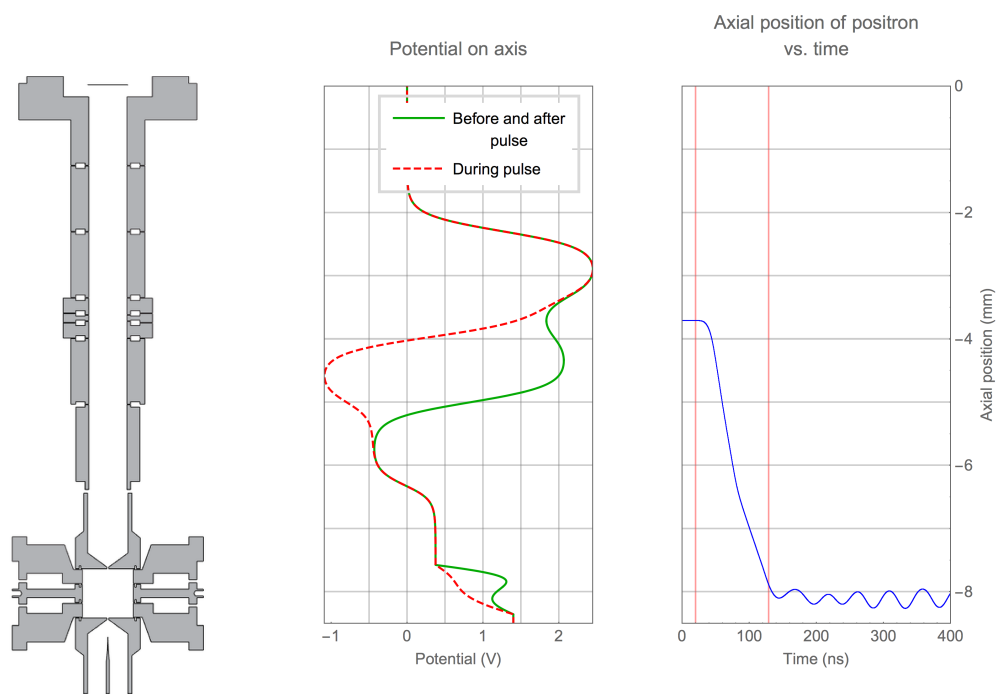 Potential on axis
Before and after
pulse
During pulse
−1
0
1
2
Potential (V)
Axial position of positron
vs. time
0
−2
−4
−6
−8
Axial position (mm)
0
100
200
300
400
Time (ns)